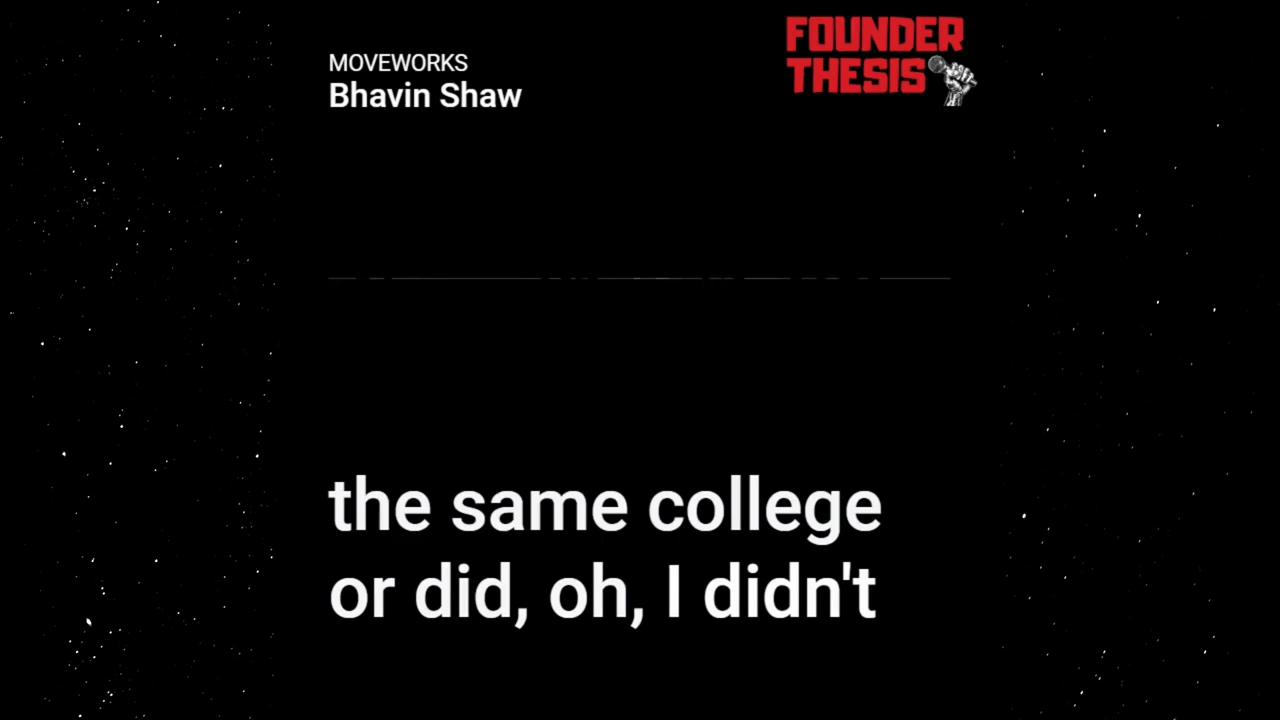 MOVEWORKS
Bhavin Shaw
FOUNDER
THESIS
the same college
or did, oh, I didn't